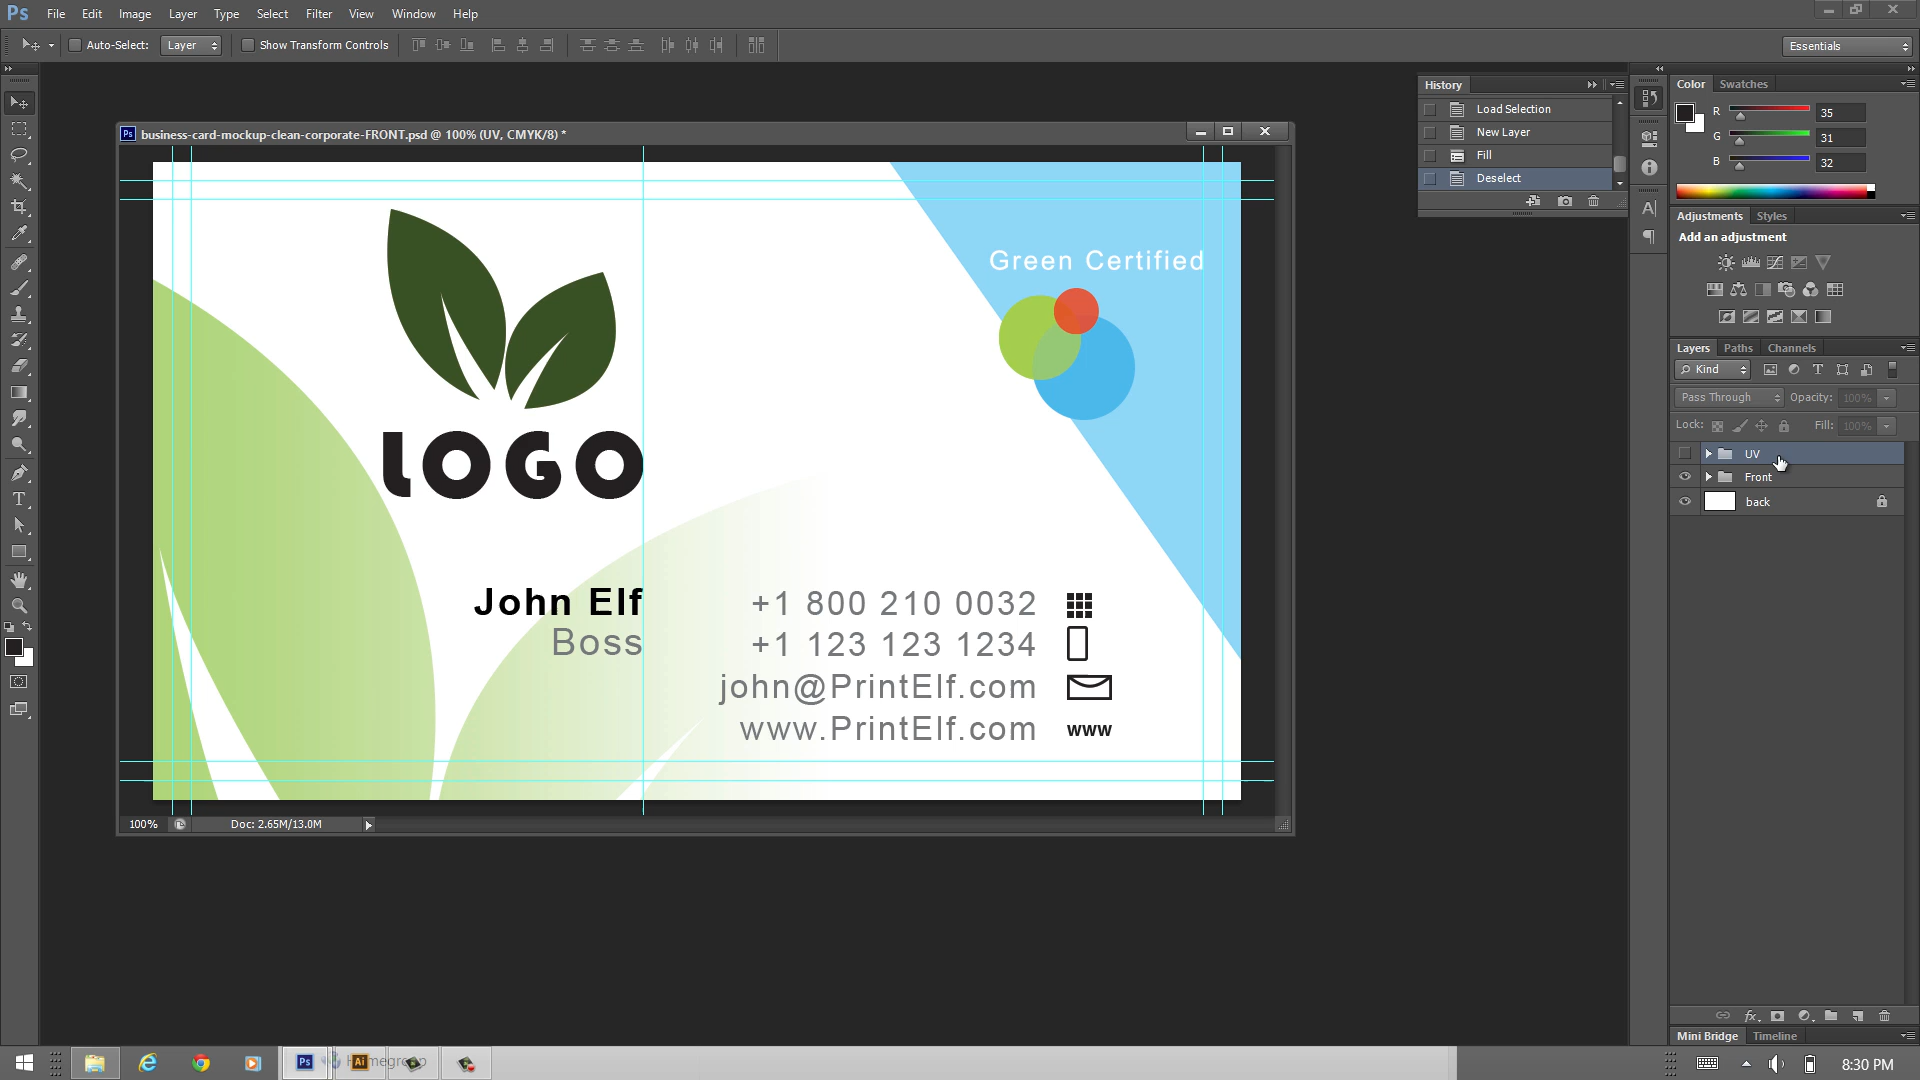 Ps File Edit Image Layer Type Select Filter View Window Help
Auto-Select: Layer Show Transform Controls Essentials
History
Load Selection
New Layer
Fill
Deselect
Color Swatches
R 35
G 31
B 32
Adjustments Styles
Add an adjustment
Layers Paths Channels
Kind
Pass Through Opacity: 100%
Lock: Fill: 100%
UV
Front
back
Mini Bridge Timeline
Ps business-card-mockup-clean-corporate-FRONT.psd @ 100% (UV, CMYK/8) *
Green Certified
LOGO
John Elf
Boss
+1 800 210 0032
+1 123 123 1234
john@PrintElf.com
www.PrintElf.com www
100% Doc: 2.65M/13.0M
Ps Ai 8:30 PM